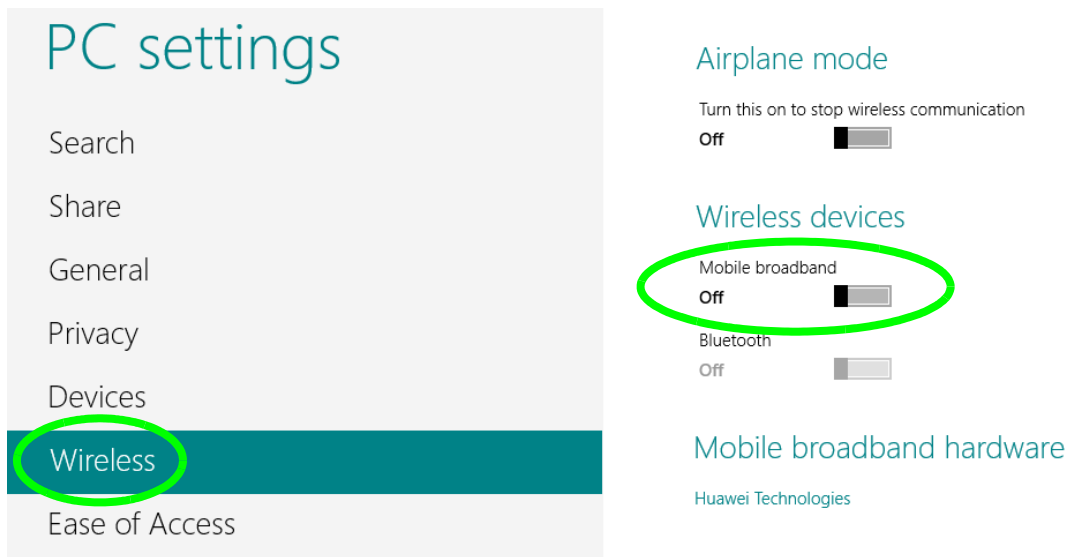 PC settings
Search
Share
General
Privacy
Devices
Wireless
Ease of Access
Airplane mode
Turn this on to stop wireless communication
Off
Wireless devices
Mobile broadband
Off
Bluetooth
Off
Mobile broadband hardware
Huawei Technologies